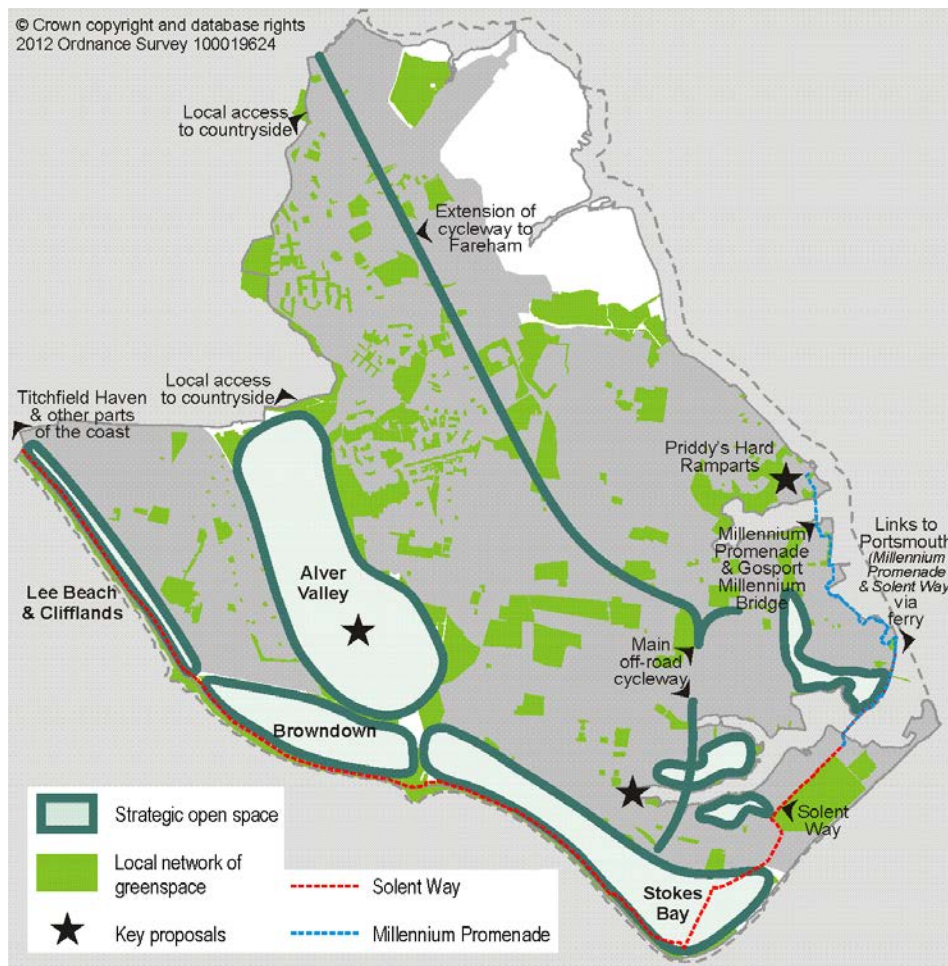 © Crown copyright and database rights
2012 Ordnance Survey 100019624
Local access
to countryside
Extension of
cycleway to
Fareham
Local access
to countryside
Titchfield Haven
& other parts
of the coast
Priddy's Hard
Ramparts
Millennium
Promenade
& Gosport
Millennium
Bridge
Links to
Portsmouth
(Millennium
Promenade
& Solent Way)
via
ferry
Lee Beach
& Clifflands
Alver
Valley
Main
off-road
cycleway
Browndown
Solent
Way
Stokes
Bay
Strategic open space
Local network of
greenspace
Key proposals
Solent Way
Millennium Promenade